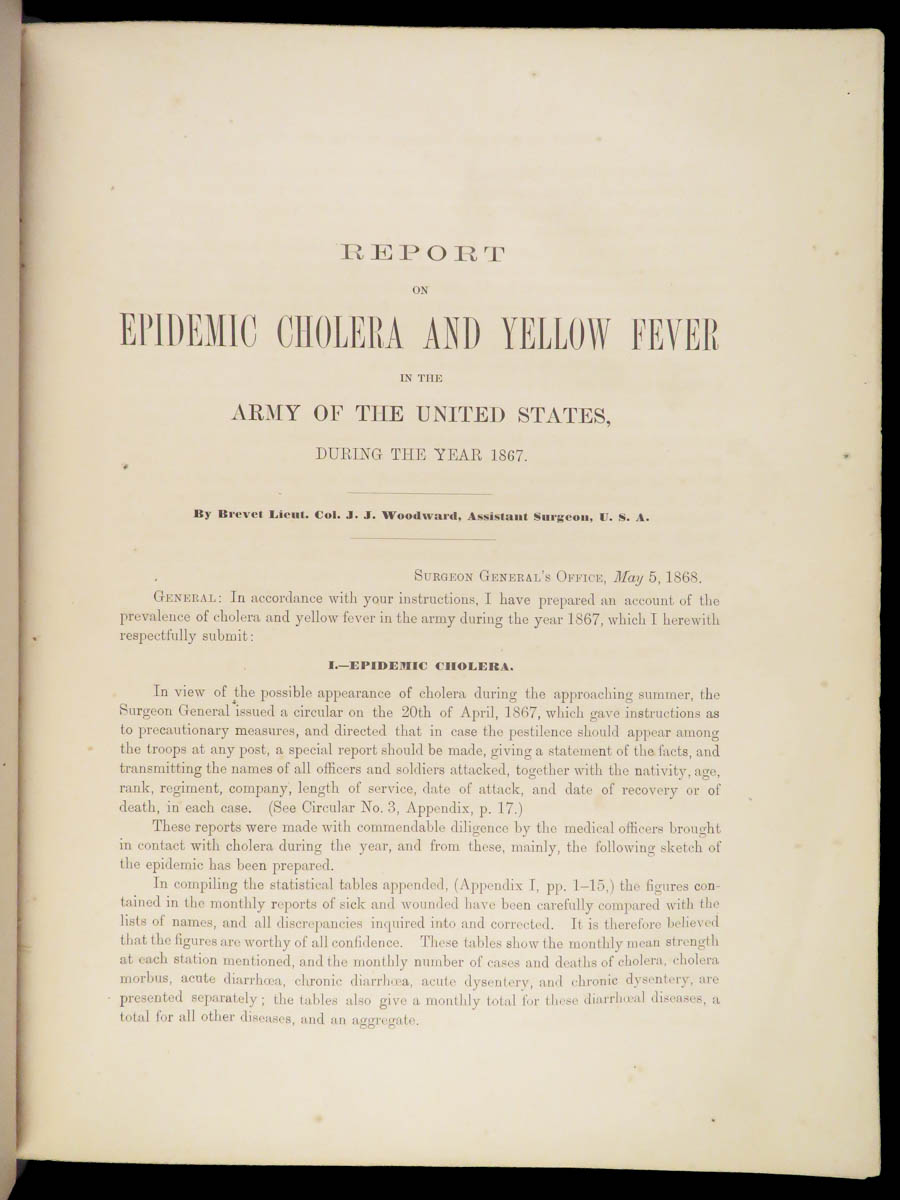 REPORT
ON
EPIDEMIC CHOLERA AND YELLOW FEVER
IN THE
ARMY OF THE UNITED STATES,
DURING THE YEAR 1867.
By Brevet Lieut. Col. J. J. Woodward, Assistant Surgeon, U. S. A.
SURGEON GENERAL'S OFFICE, May 5, 1868.
GENERAL: In accordance with your instructions, I have prepared an account of the
prevalence of cholera and yellow fever in the army during the year 1867, which I herewith
respectfully submit:
I.—EPIDEMIC CHOLERA.
In view of the possible appearance of cholera during the approaching summer, the
Surgeon General issued a circular on the 20th of April, 1867, which gave instructions as
to precautionary measures, and directed that in case the pestilence should appear among
the troops at any post, a special report should be made, giving a statement of the facts, and
transmitting the names of all officers and soldiers attacked, together with the nativity, age,
rank, regiment, company, length of service, date of attack, and date of recovery or of
death, in each case. (See Circular No. 3, Appendix, p. 17.)
These reports were made with commendable diligence by the medical officers brought
in contact with cholera during the year, and from these, mainly, the following sketch of
the epidemic has been prepared.
In compiling the statistical tables appended, (Appendix I, pp. 1–15,) the figures con-
tained in the monthly reports of sick and wounded have been carefully compared with the
lists of names, and all discrepancies inquired into and corrected. It is therefore believed
that the figures are worthy of all confidence. These tables show the monthly mean strength
at each station mentioned, and the monthly number of cases and deaths of cholera, cholera
morbus, acute diarrhœa, chronic diarrhœa, acute dysentery, and chronic dysentery, are
presented separately; the tables also give a monthly total for these diarrhœal diseases, a
total for all other diseases, and an aggregate.